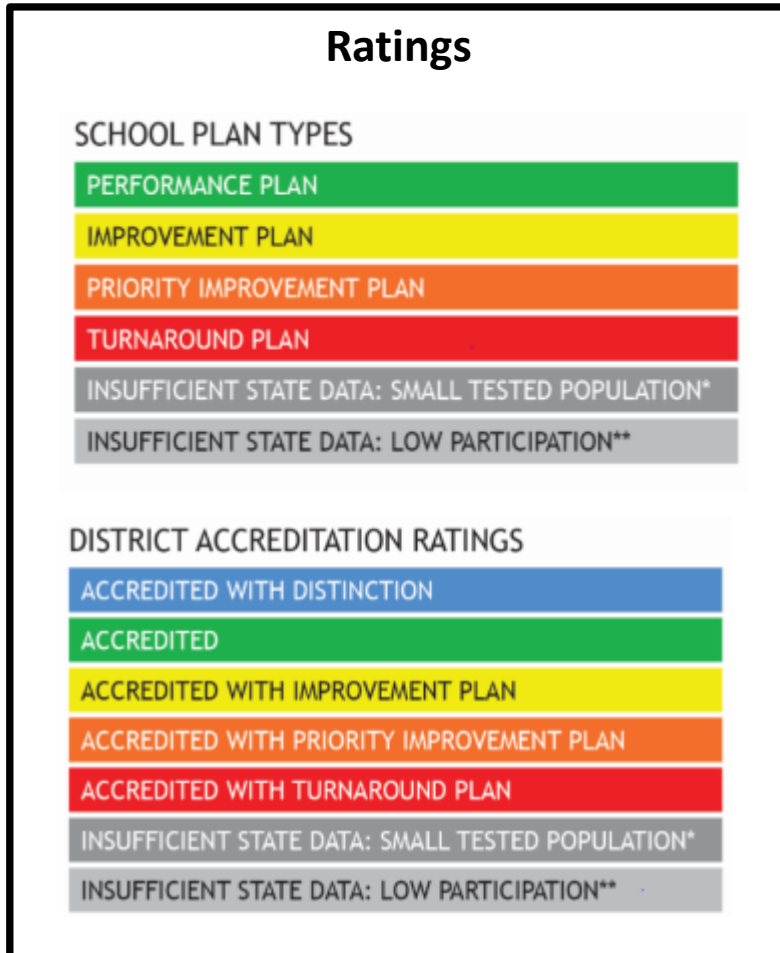 Ratings
SCHOOL PLAN TYPES
PERFORMANCE PLAN
IMPROVEMENT PLAN
PRIORITY IMPROVEMENT PLAN
TURNAROUND PLAN
INSUFFICIENT STATE DATA: SMALL TESTED POPULATION*
INSUFFICIENT STATE DATA: LOW PARTICIPATION**
DISTRICT ACCREDITATION RATINGS
ACCREDITED WITH DISTINCTION
ACCREDITED
ACCREDITED WITH IMPROVEMENT PLAN
ACCREDITED WITH PRIORITY IMPROVEMENT PLAN
ACCREDITED WITH TURNAROUND PLAN
INSUFFICIENT STATE DATA: SMALL TESTED POPULATION*
INSUFFICIENT STATE DATA: LOW PARTICIPATION**